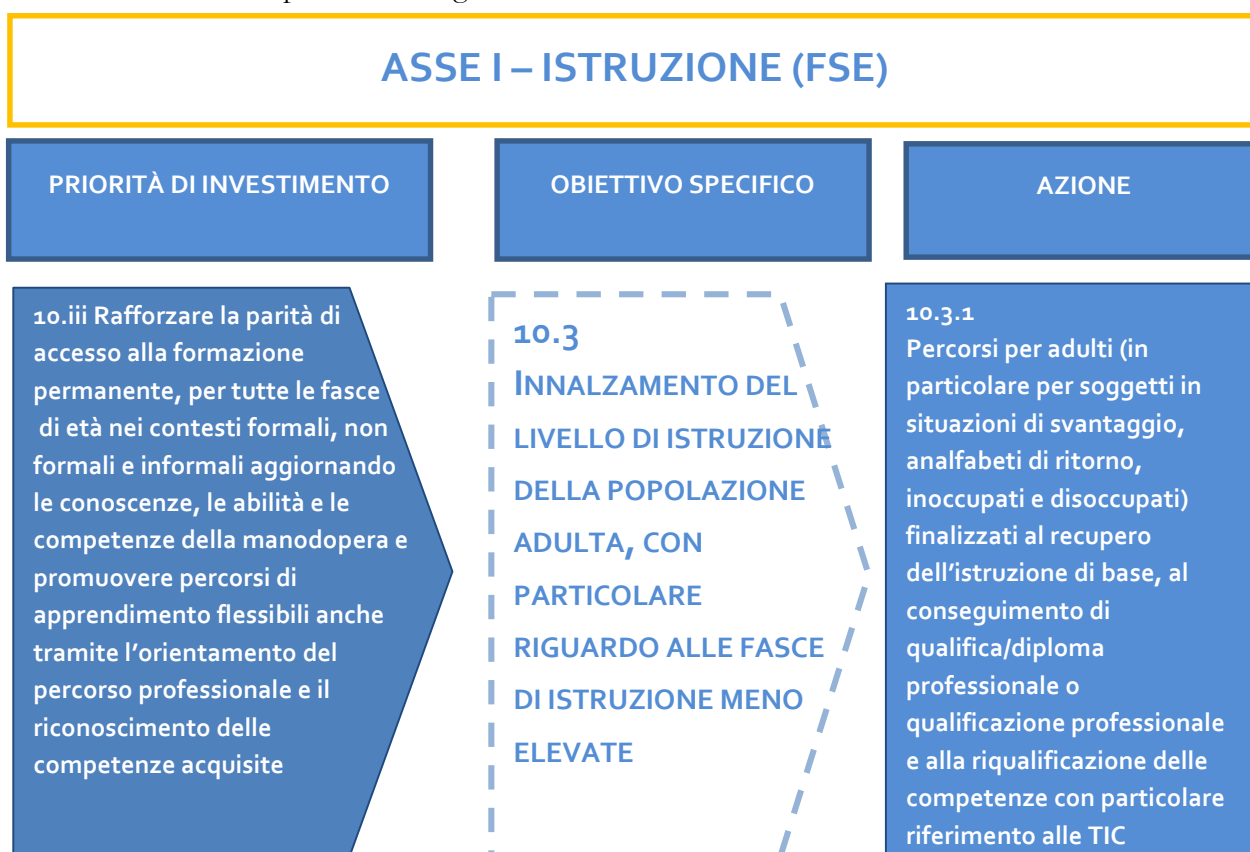 ASSE I – ISTRUZIONE (FSE)
PRIORITÀ DI INVESTIMENTO
OBIETTIVO SPECIFICO
AZIONE
10.iii Rafforzare la parità di
accesso alla formazione
permanente, per tutte le fasce
di età nei contesti formali, non
formali e informali aggiornando
le conoscenze, le abilità e le
competenze della manodopera e
promuovere percorsi di
apprendimento flessibili anche
tramite l'orientamento del
percorso professionale e il
riconoscimento delle
competenze acquisite
10.3
INNALZAMENTO DEL
LIVELLO DI ISTRUZIONE
DELLA POPOLAZIONE
ADULTA, CON
PARTICOLARE
RIGUARDO ALLE FASCE
DI ISTRUZIONE MENO
ELEVATE
10.3.1
Percorsi per adulti (in
particolare per soggetti in
situazioni di svantaggio,
analfabeti di ritorno,
inoccupati e disoccupati)
finalizzati al recupero
dell'istruzione di base, al
conseguimento di
qualifica/diploma
professionale o
qualificazione professionale
e alla riqualificazione delle
competenze con particolare
riferimento alle TIC